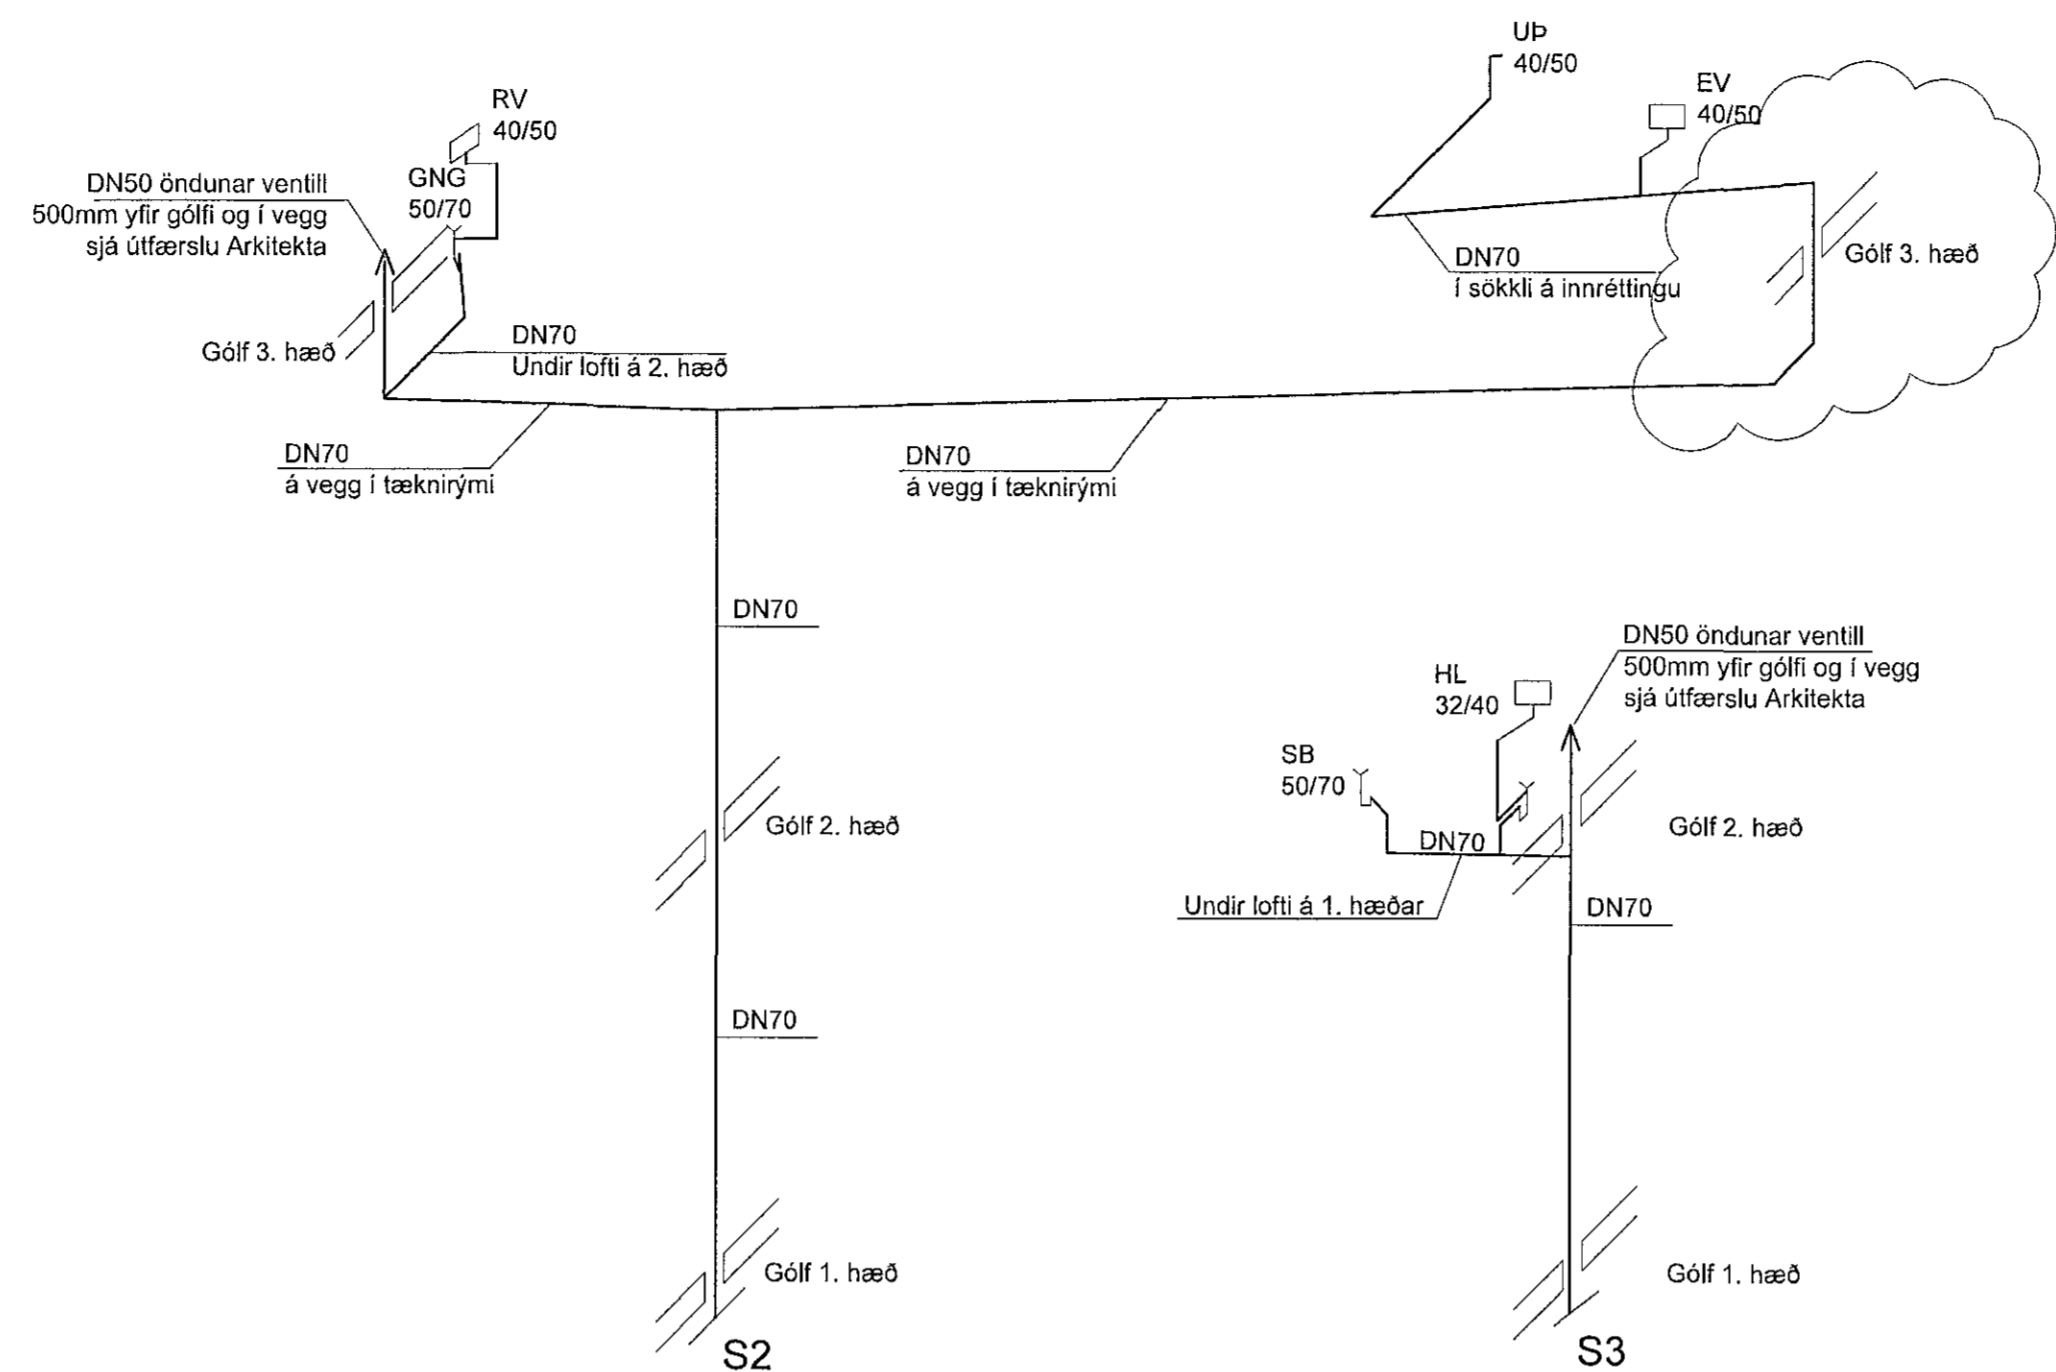 UÞ
40/50
EV
40/50
RV
40/50
GNG
50/70
DN50 öndunar ventill
500mm yfir gólfi og í vegg
sjá útfærslu Arkitekta
Gólf 3. hæð
DN70
í sökkli á innréttingu
Gólf 3. hæð
DN70
Undir lofti á 2. hæð
DN70
á vegg í tæknirými
DN70
á vegg í tæknirými
DN70
DN50 öndunar ventill
500mm yfir gólfi og í vegg
sjá útfærslu Arkitekta
HL
32/40
SB
50/70
Gólf 2. hæð
Gólf 2. hæð
DN70
Undir lofti á 1. hæðar
DN70
DN70
Gólf 1. hæð
Gólf 1. hæð
S2
S3